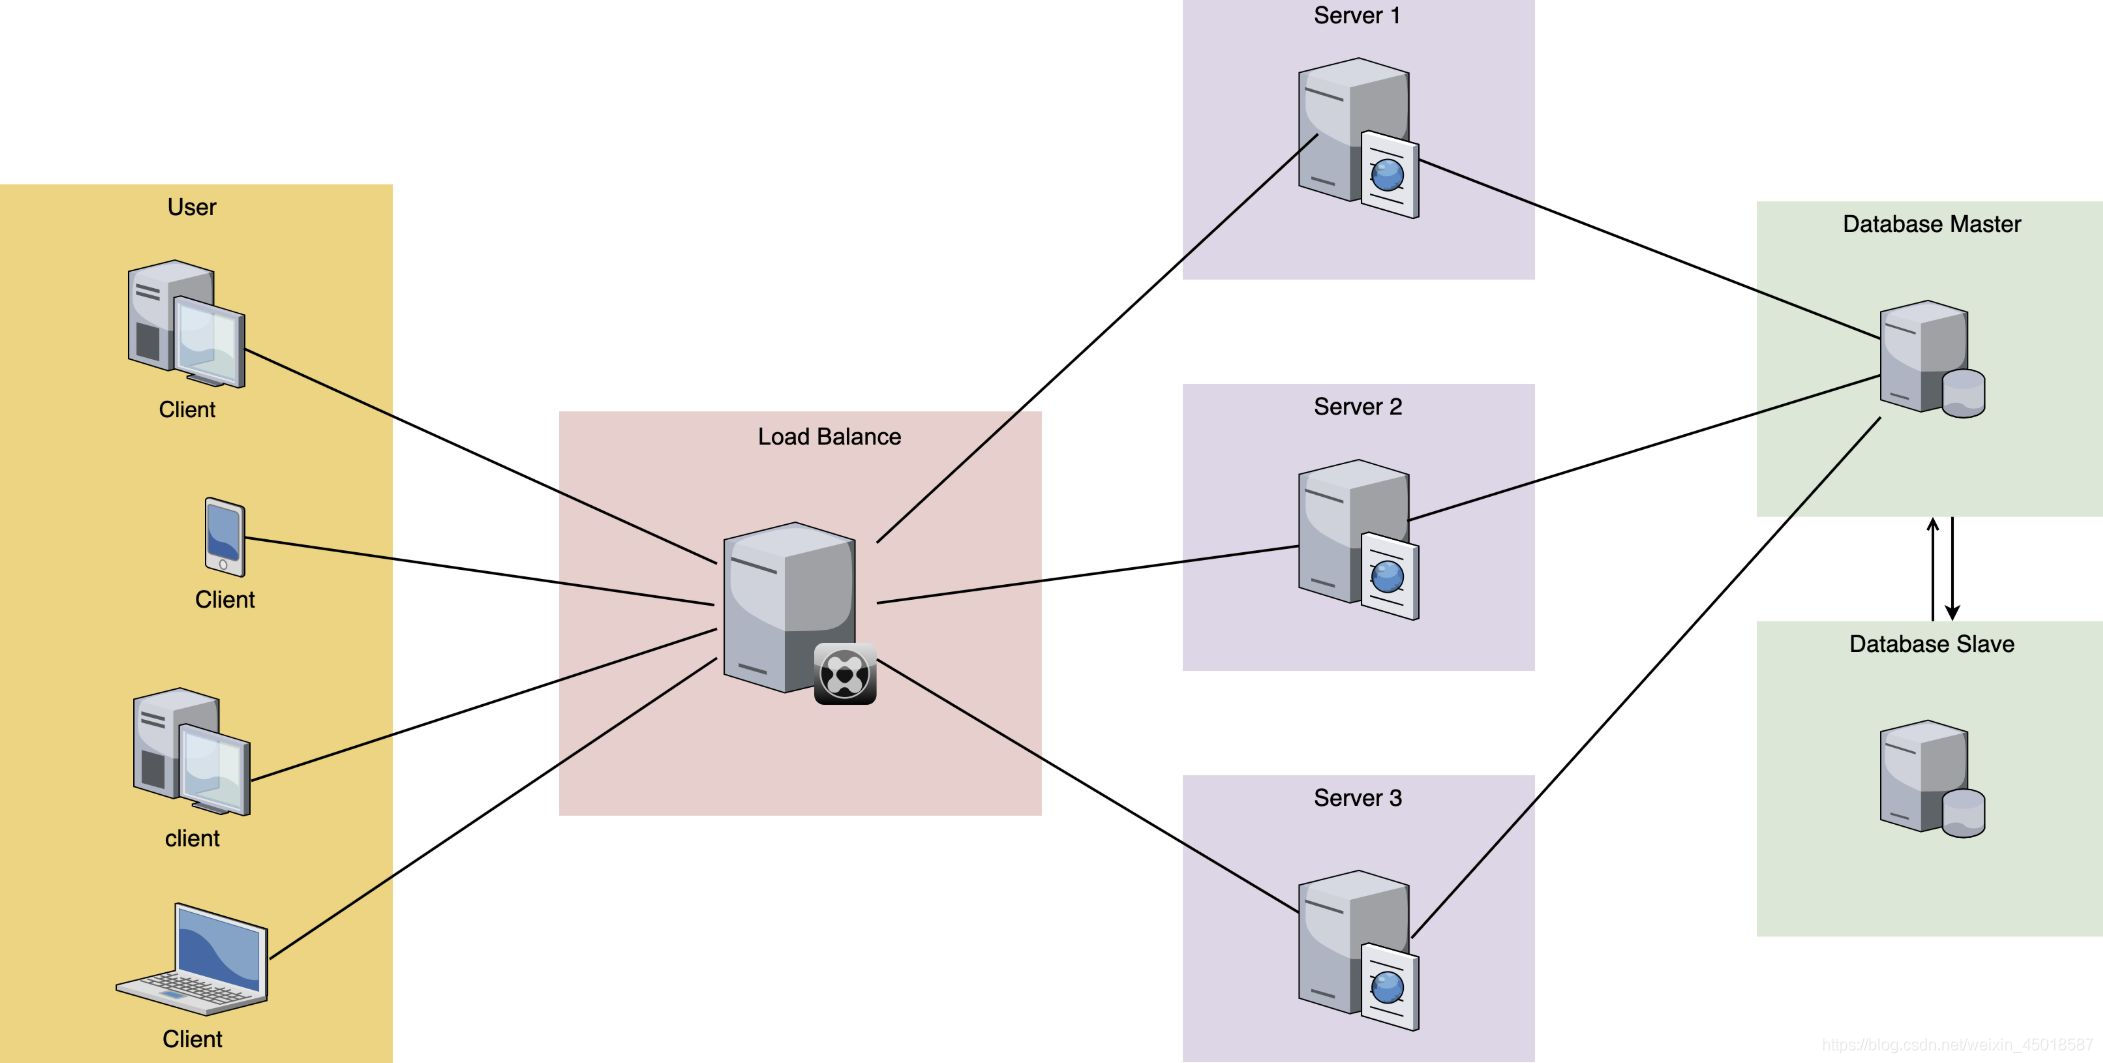 User
Client
Client
client
Client
Load Balance
Server 1
Server 2
Server 3
Database Master
Database Slave
https://blog.csdn.net/weixin_45018587